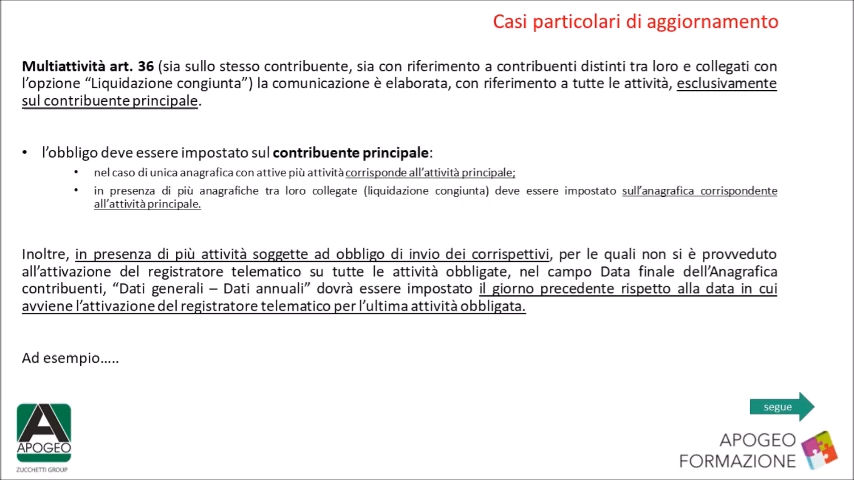 Casi particolari di aggiornamento
Multiattività art. 36 (sia sullo stesso contribuente, sia con riferimento a contribuenti distinti tra loro e collegati con
l'opzione "Liquidazione congiunta") la comunicazione è elaborata, con riferimento a tutte le attività, esclusivamente
sul contribuente principale.
• l'obbligo deve essere impostato sul contribuente principale:
• nel caso di unica anagrafica con attive più attività corrisponde all'attività principale;
• in presenza di più anagrafiche tra loro collegate (liquidazione congiunta) deve essere impostato sull'anagrafica corrispondente
all'attività principale.
Inoltre, in presenza di più attività soggette ad obbligo di invio dei corrispettivi, per le quali non si è provveduto
all'attivazione del registratore telematico su tutte le attività obbligate, nel campo Data finale dell'Anagrafica
contribuenti, "Dati generali – Dati annuali" dovrà essere impostato il giorno precedente rispetto alla data in cui
avviene l'attivazione del registratore telematico per l'ultima attività obbligata.
Ad esempio.....
segue
APOGEO
ZUCCHETTI GROUP
APOGEO
FORMAZIONE